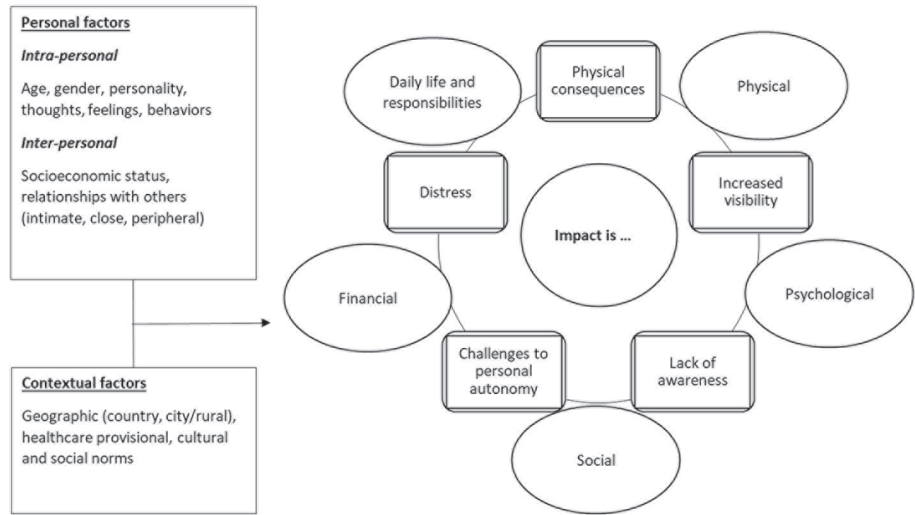 Personal factors
Intra-personal
Age, gender, personality,
thoughts, feelings, behaviors
Inter-personal
Socioeconomic status,
relationships with others
(intimate, close, peripheral)
Contextual factors
Geographic (country, city/rural),
healthcare provisional, cultural
and social norms
Daily life and
responsibilities
Physical
consequences
Physical
Distress
Increased
visibility
Impact is ...
Financial
Psychological
Challenges to
personal
autonomy
Lack of
awareness
Social